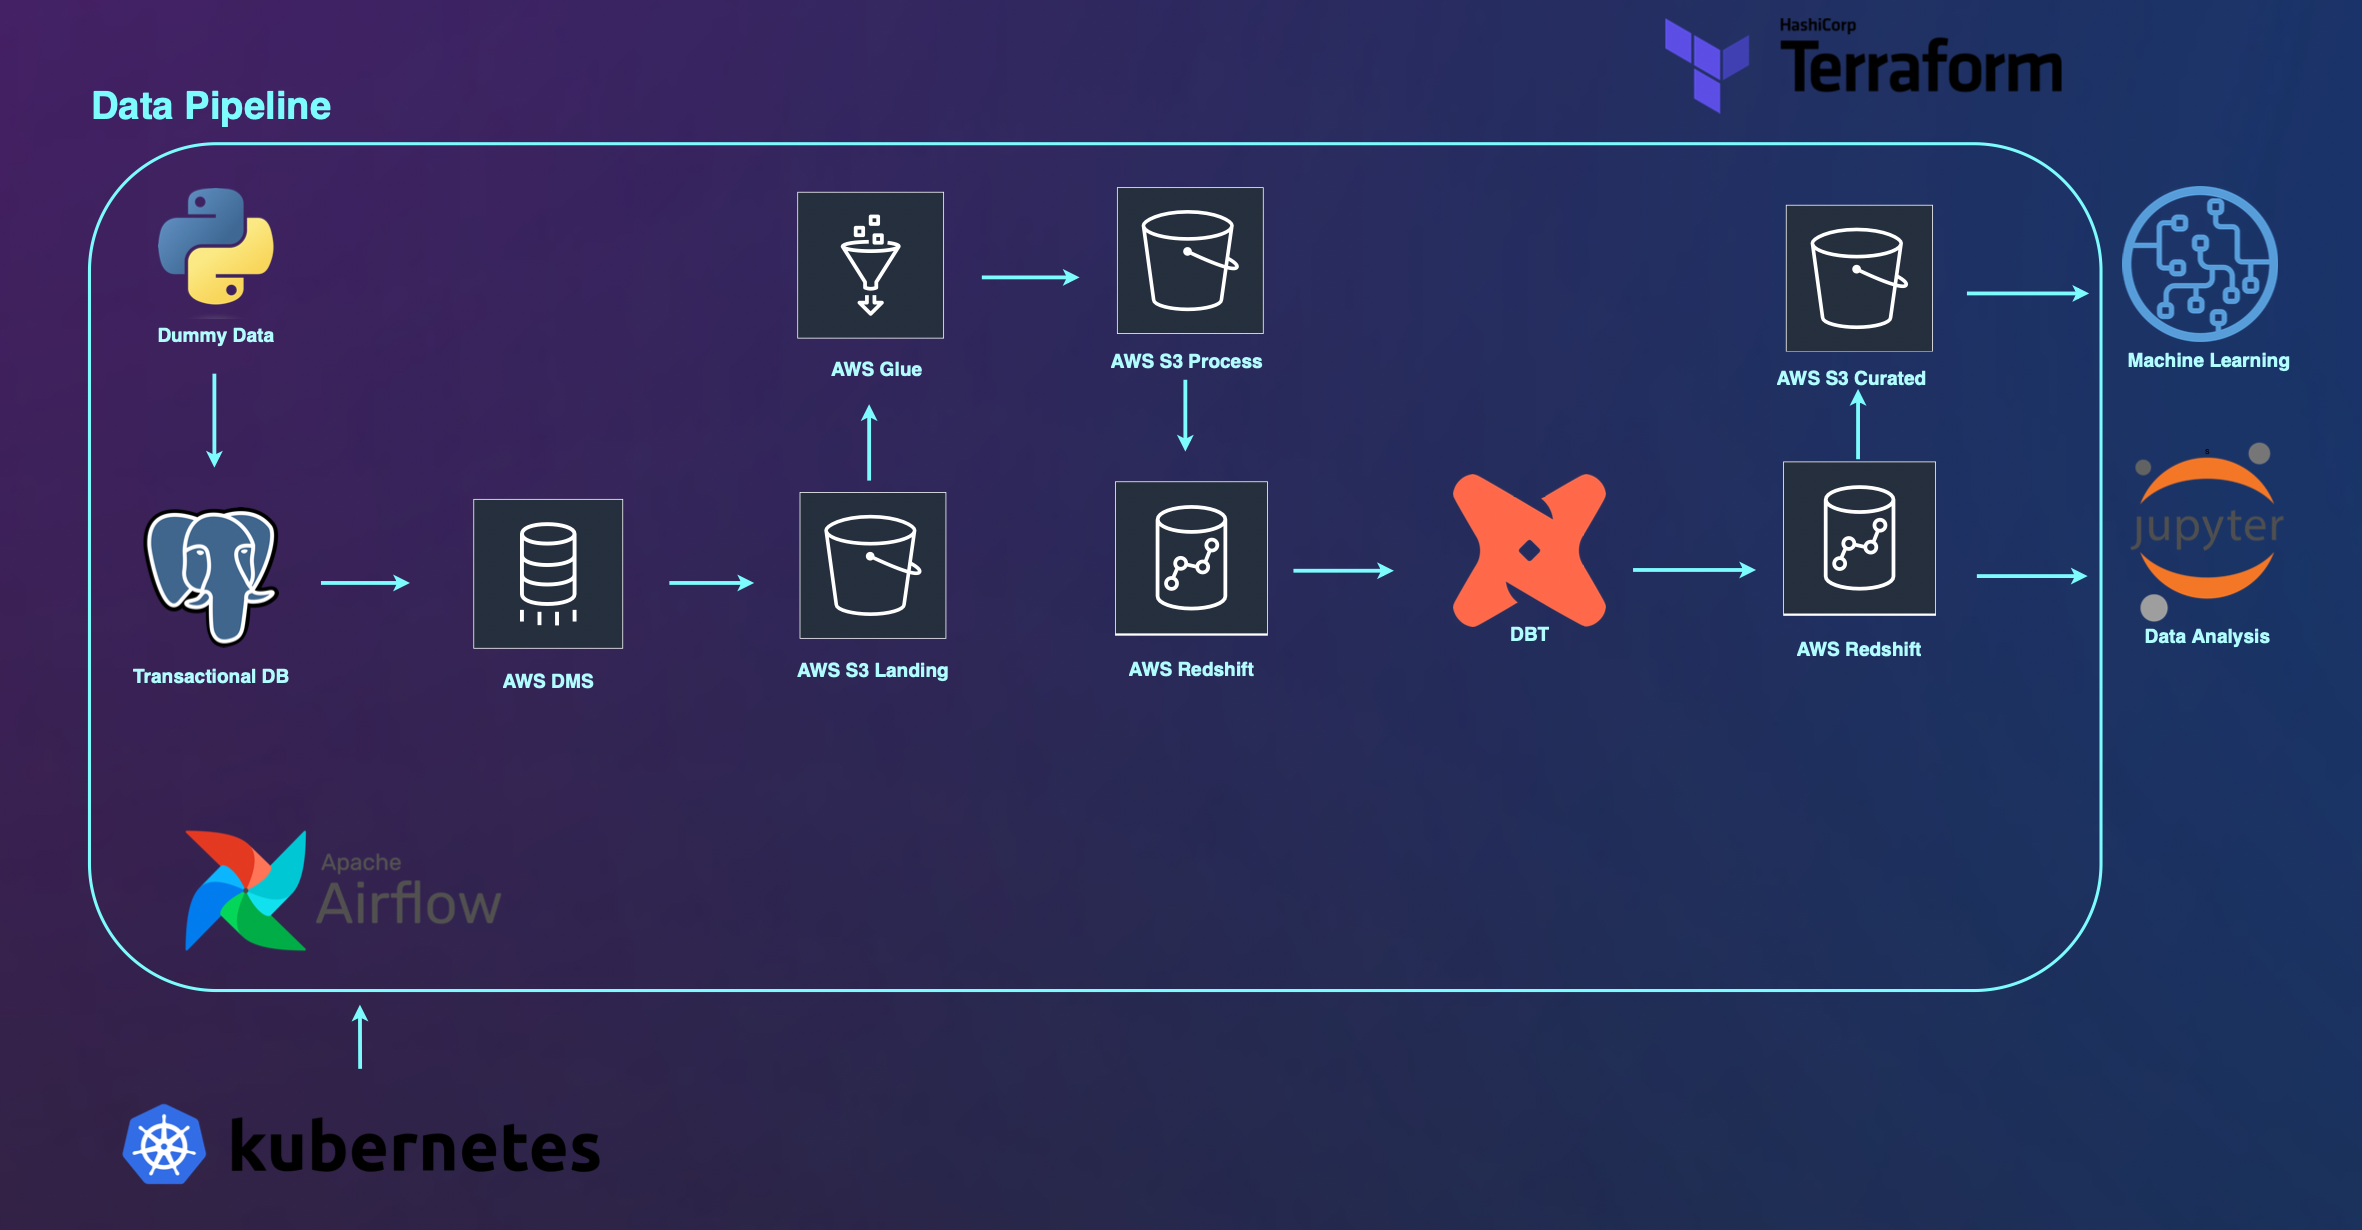 HashiCorp
Terraform
Data Pipeline
Dummy Data
AWS Glue
AWS S3 Process
AWS S3 Curated
Machine Learning
s
jupyter
Transactional DB
AWS DMS
AWS S3 Landing
AWS Redshift
DBT
AWS Redshift
Data Analysis
Apache
Airflow
kubernetes